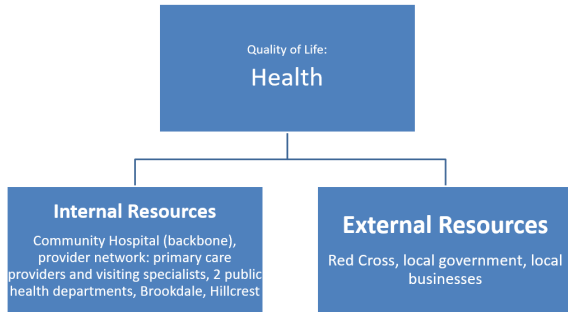 Quality of Life:
Health
Internal Resources
Community Hospital (backbone),
provider network: primary care
providers and visiting specialists, 2 public
health departments, Brookdale, Hillcrest
External Resources
Red Cross, local government, local
businesses